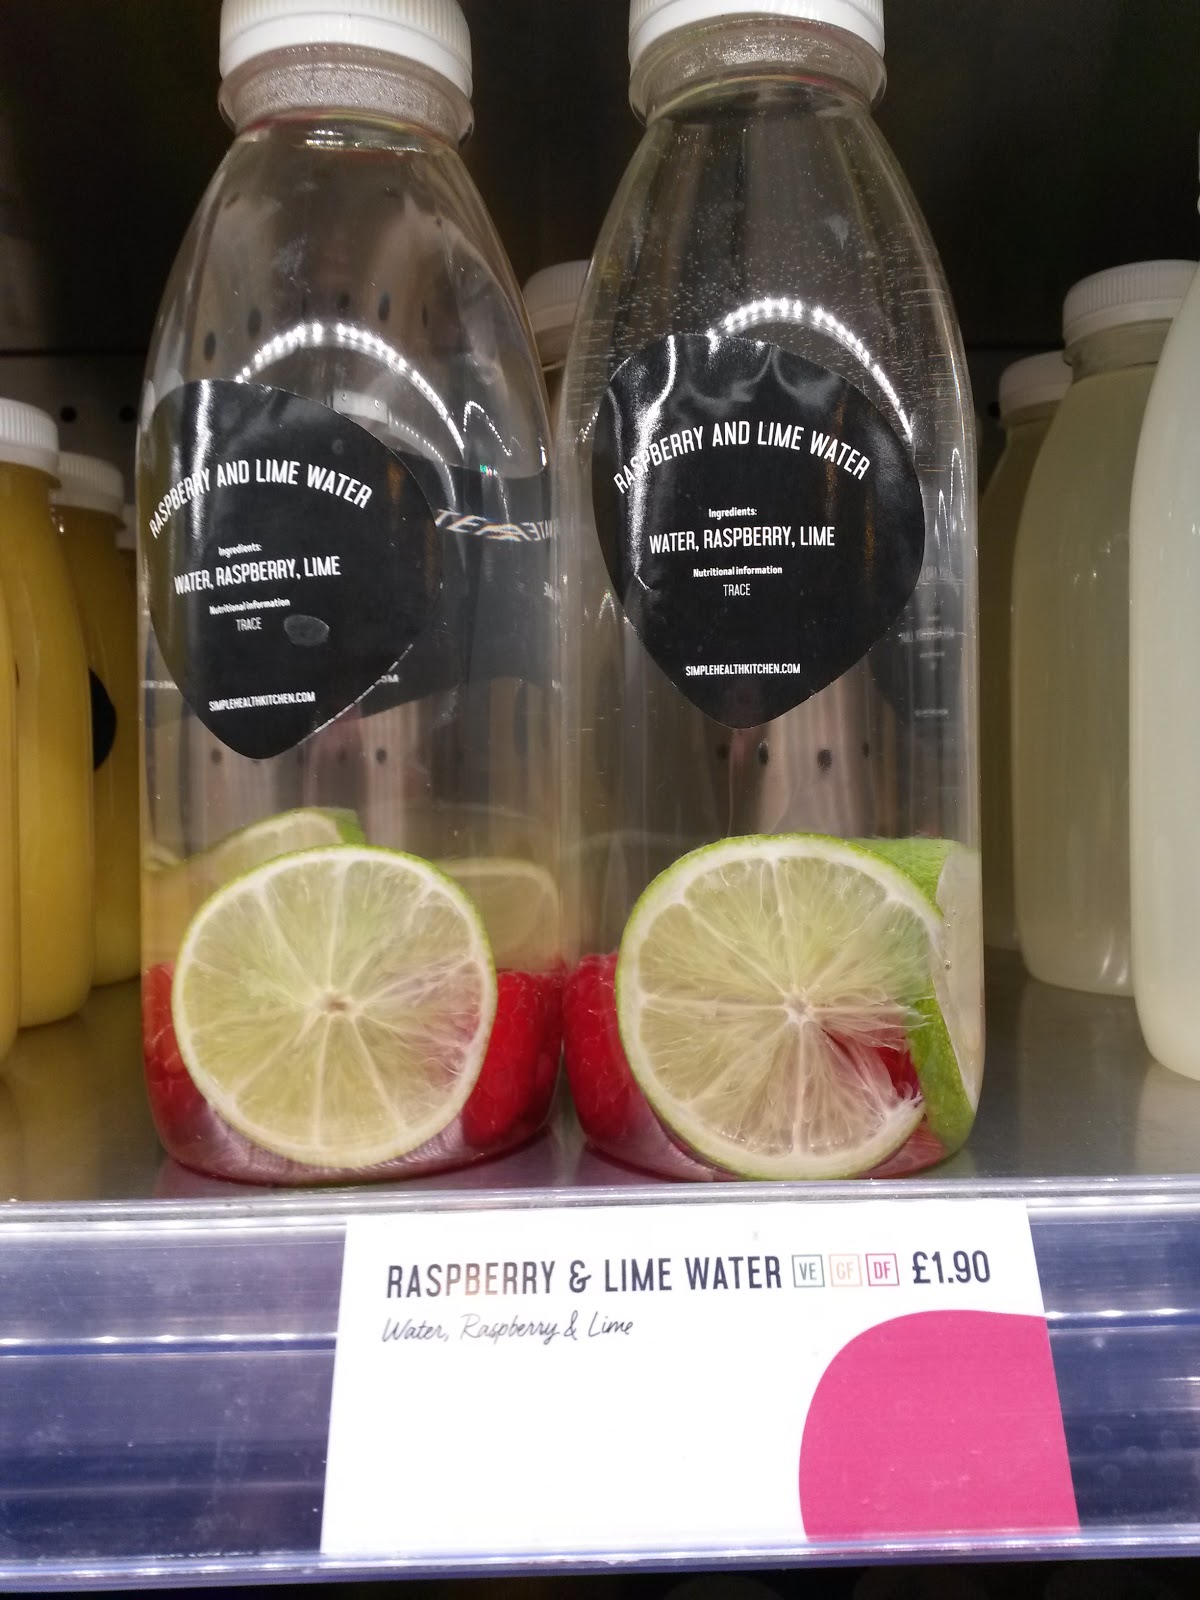 RASPBERRY AND LIME WATER
Ingredients:
WATER, RASPBERRY, LIME
Nutritional information
TRACE
SIMPLEHEALTHKITCHEN.COM
RASPBERRY AND LIME WATER
Ingredients:
WATER, RASPBERRY, LIME
Nutritional information
TRACE
SIMPLEHEALTHKITCHEN.COM
RASPBERRY & LIME WATER VE GF DF £1.90
Water, Raspberry & Lime